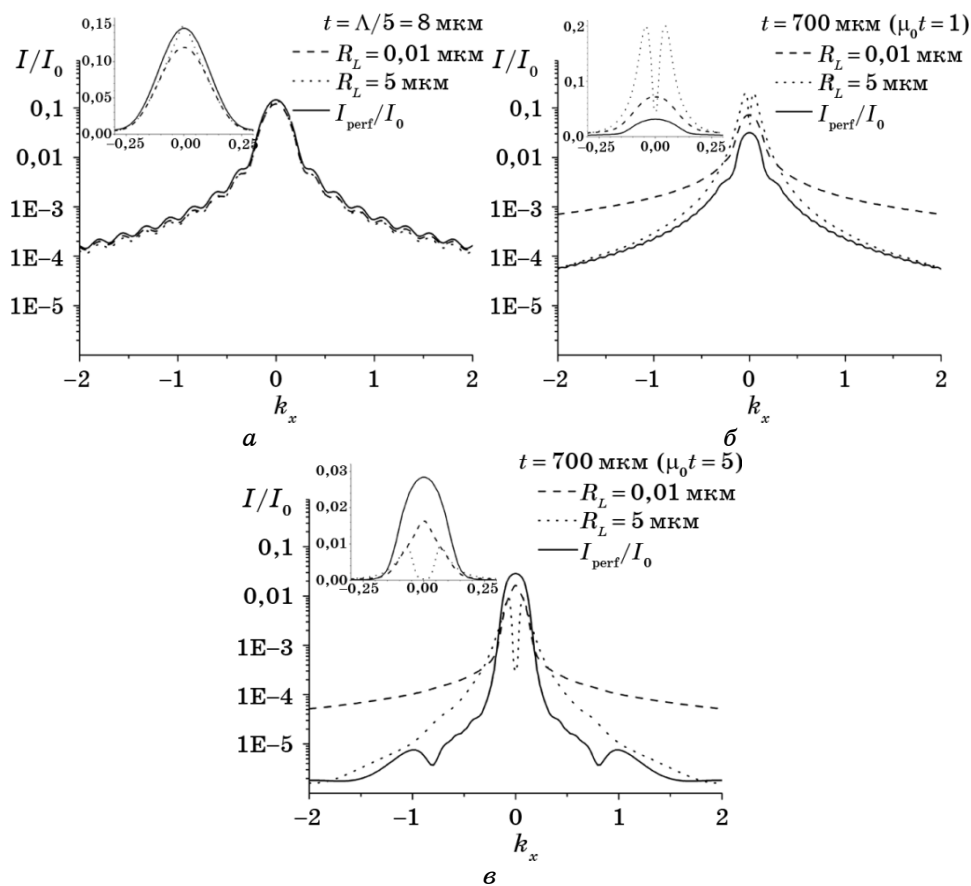 t = Λ/5 = 8 мкм
R_L = 0,01 мкм
R_L = 5 мкм
I_perf/I_0
I/I_0
0,1
0,01
1E−3
1E−4
1E−5
−2 −1 0 1 2
k_x
0,15
0,10
0,05
0,00
−0,25 0,00 0,25
k_x
а
t = 700 мкм (μ_0t = 1)
R_L = 0,01 мкм
R_L = 5 мкм
I_perf/I_0
I/I_0
0,1
0,01
1E−3
1E−4
1E−5
−2 −1 0 1 2
k_x
0,2
0,1
0,0
−0,25 0,00 0,25
б
t = 700 мкм (μ_0t = 5)
R_L = 0,01 мкм
R_L = 5 мкм
I_perf/I_0
I/I_0
0,1
0,01
1E−3
1E−4
1E−5
−2 −1 0 1 2
k_x
0,03
0,02
0,01
0,00
−0,25 0,00 0,25
в